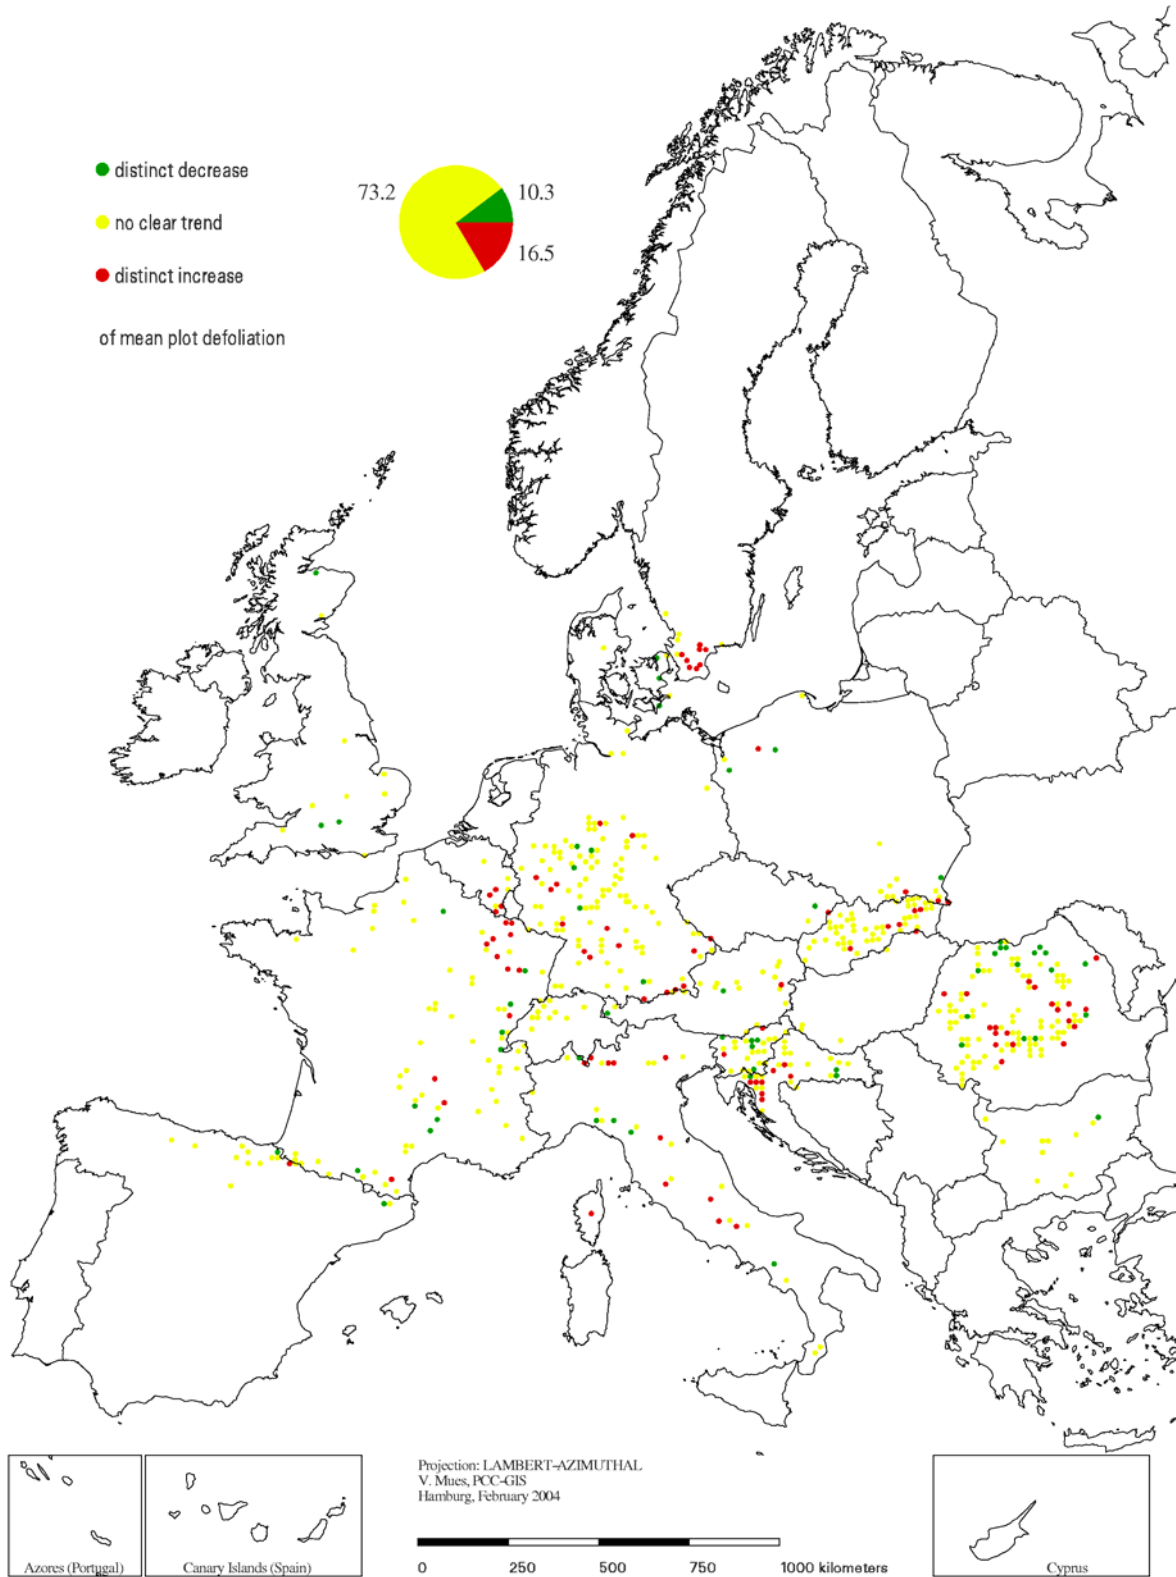 distinct decrease
73.2
10.3
no clear trend
16.5
distinct increase
of mean plot defoliation
Projection: LAMBERT-AZIMUTHAL
V. Mues, PCC-GIS
Hamburg, February 2004
0 250 500 750 1000 kilometers
Azores (Portugal)
Canary Islands (Spain)
Cyprus